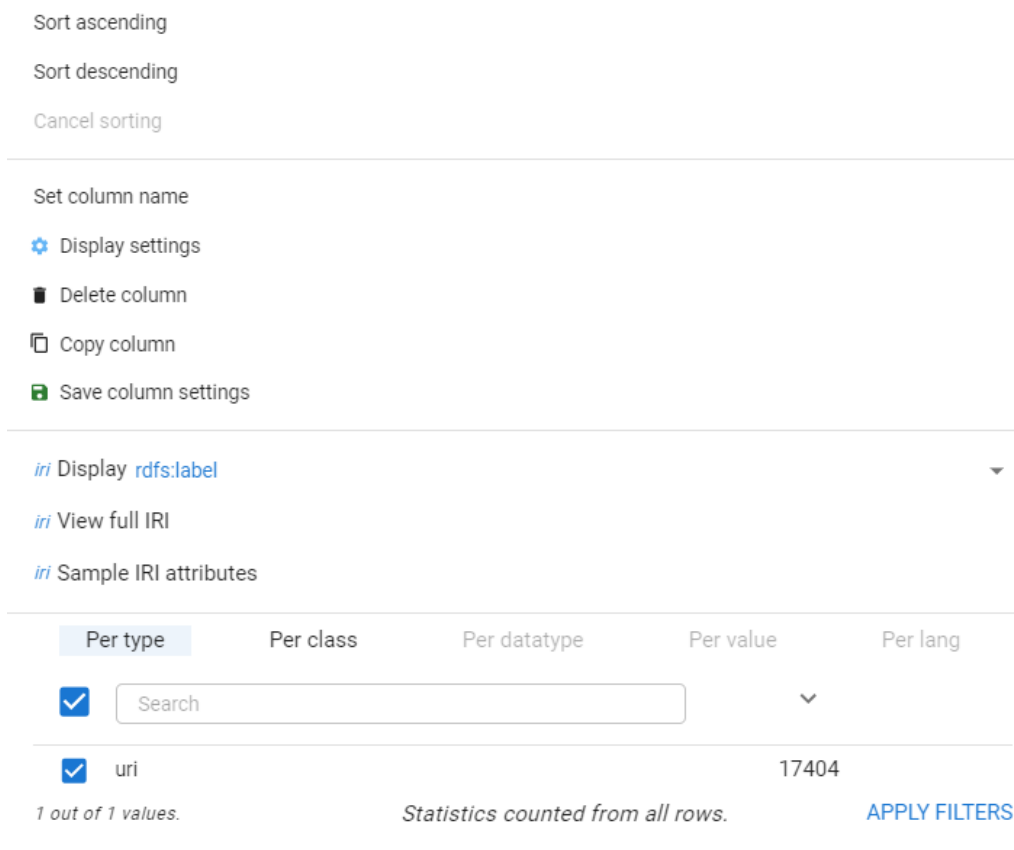 Sort ascending
Sort descending
Cancel sorting
Set column name
Display settings
Delete column
Copy column
Save column settings
iri Display rdfs:label
iri View full IRI
iri Sample IRI attributes
Per type Per class Per datatype Per value Per lang
Search
uri 17404
1 out of 1 values. Statistics counted from all rows. APPLY FILTERS